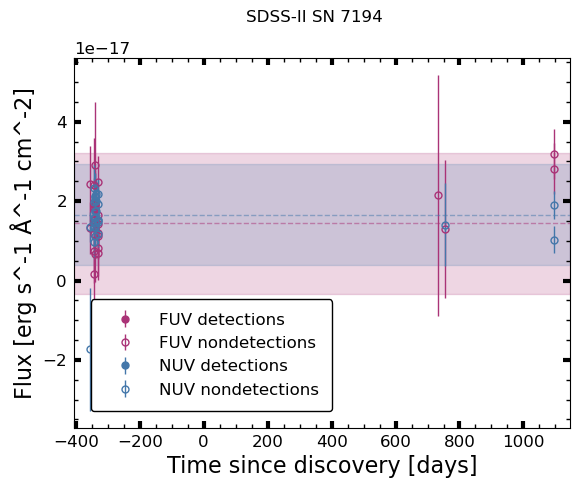 SDSS-II SN 7194
1e−17
Flux [erg s^-1 Å^-1 cm^-2]
4
2
0
−2
FUV detections
FUV nondetections
NUV detections
NUV nondetections
−400 −200 0 200 400 600 800 1000
Time since discovery [days]